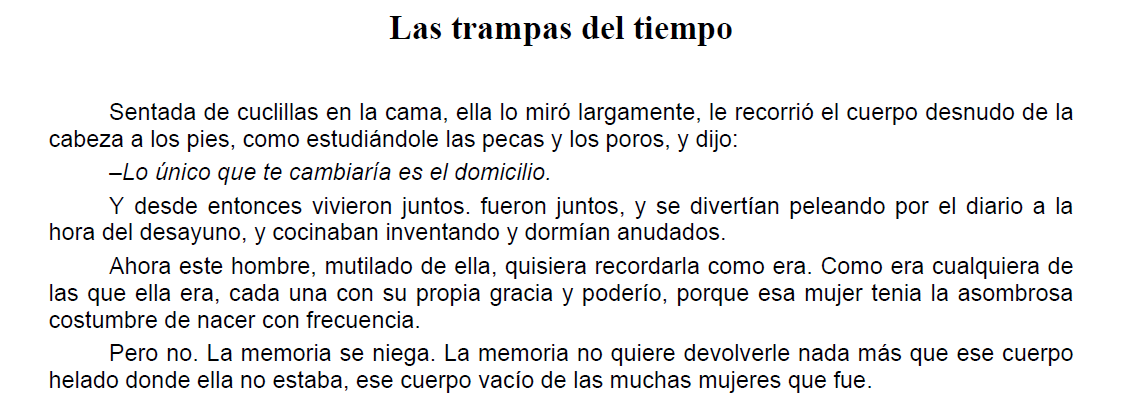 Las trampas del tiempo
Sentada de cuclillas en la cama, ella lo miró largamente, le recorrió el cuerpo desnudo de la
cabeza a los pies, como estudiándole las pecas y los poros, y dijo:
–Lo único que te cambiaría es el domicilio.
Y desde entonces vivieron juntos. fueron juntos, y se divertían peleando por el diario a la
hora del desayuno, y cocinaban inventando y dormían anudados.
Ahora este hombre, mutilado de ella, quisiera recordarla como era. Como era cualquiera de
las que ella era, cada una con su propia gracia y poderío, porque esa mujer tenia la asombrosa
costumbre de nacer con frecuencia.
Pero no. La memoria se niega. La memoria no quiere devolverle nada más que ese cuerpo
helado donde ella no estaba, ese cuerpo vacío de las muchas mujeres que fue.